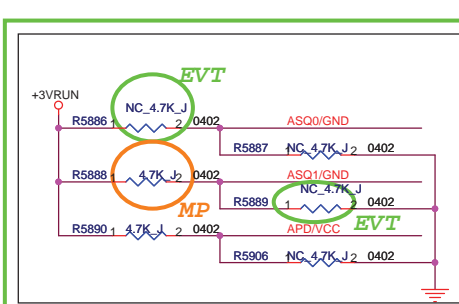 EVT
+3VRUN
NC_4.7K_J
R5886 1 2 0402 ASQ0/GND
R5887 1 NC_4.7K_J 2 0402
R5888 1 4.7K_J 2 0402 ASQ1/GND
NC_4.7K_J
R5889 1 2 0402
MP
EVT
R5890 1 4.7K_J 2 0402 APD/VCC
R5906 1 NC_4.7K_J 2 0402